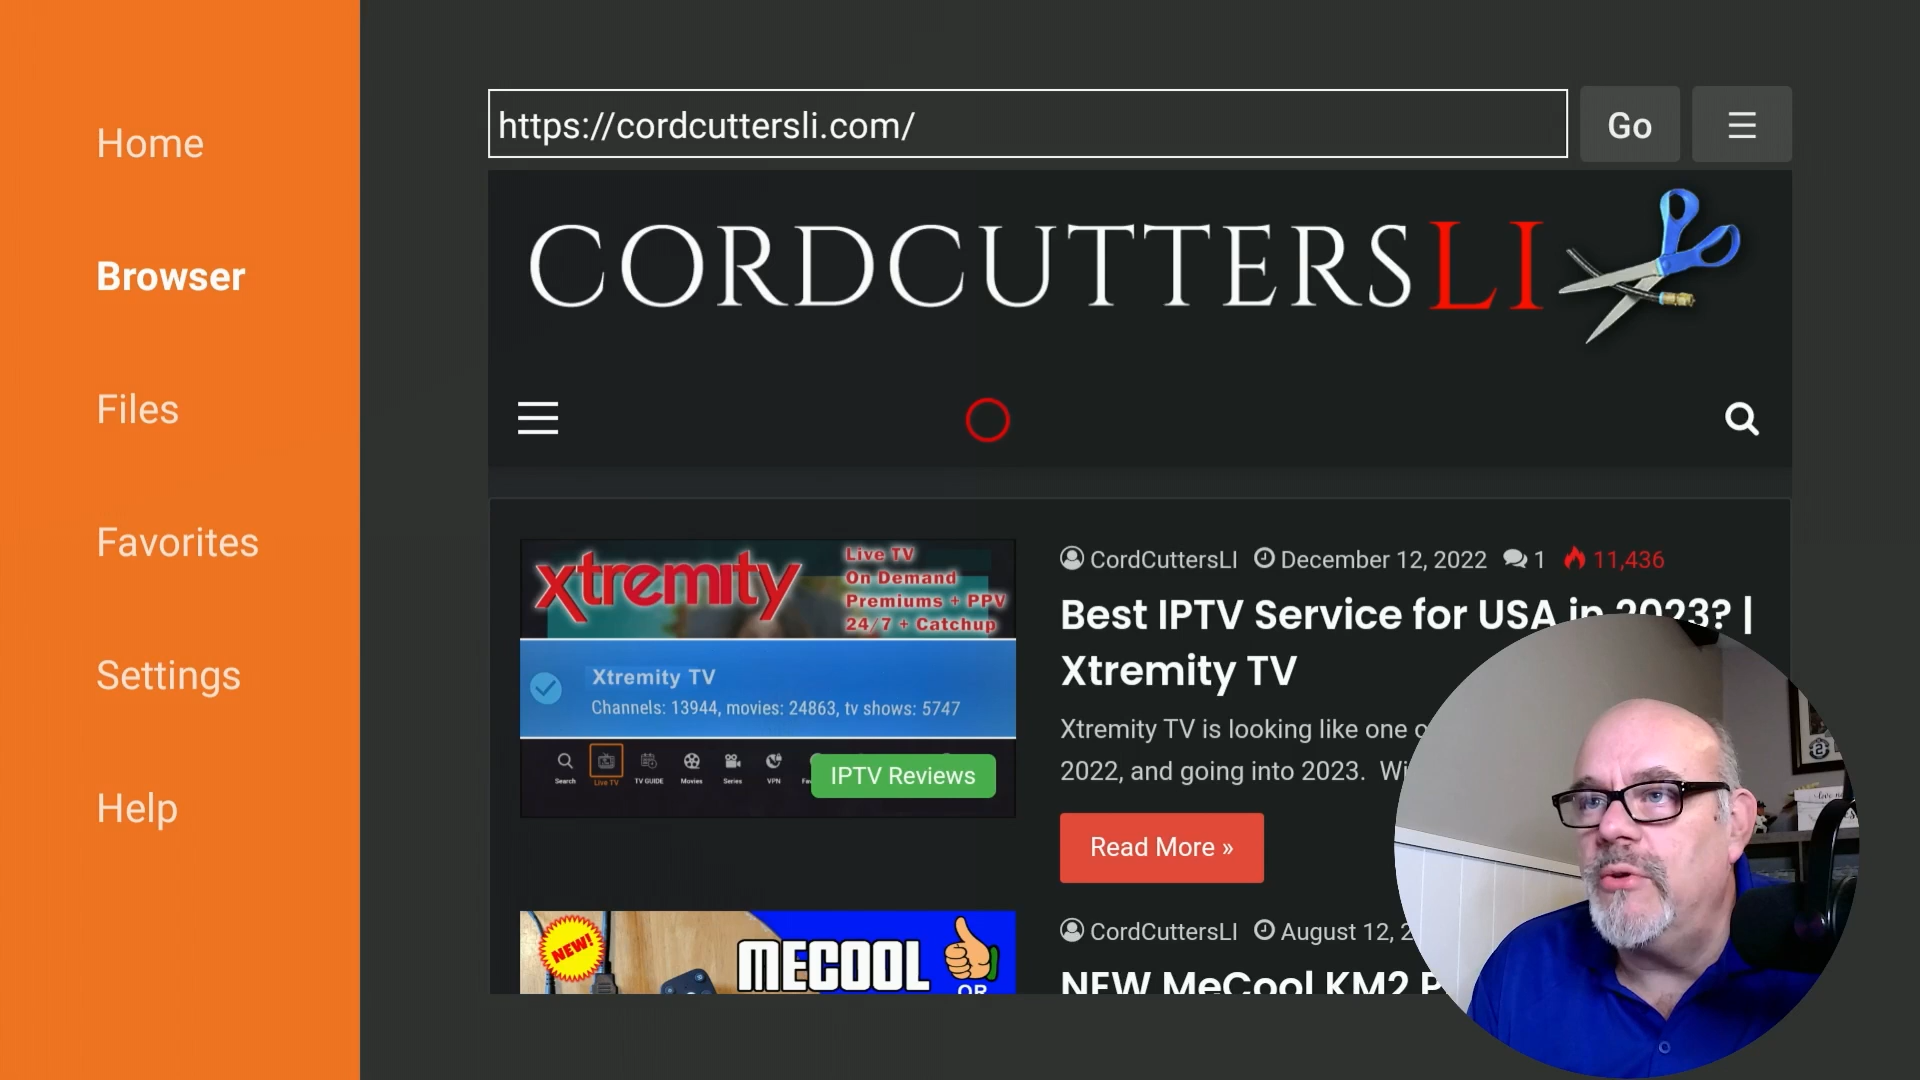 Home
Browser
Files
Favorites
Settings
Help
https://cordcuttersli.com/
Go
CORDCUTTERSLI
xtremity
Live TV
On Demand
Premiums + PPV
24/7 + Catchup
Xtremity TV
Channels: 13944, movies: 24863, tv shows: 5747
Search
Live TV
TV GUIDE
Movies
Series
VPN
IPTV Reviews
CordCuttersLI December 12, 2022 1 11,436
Best IPTV Service for USA in 2023? |
Xtremity TV
Xtremity TV is looking like one
2022, and going into 2023.
Read More »
NEW!
MECOOL
OR
CordCuttersLI August 12,
NEW MeCool KM2